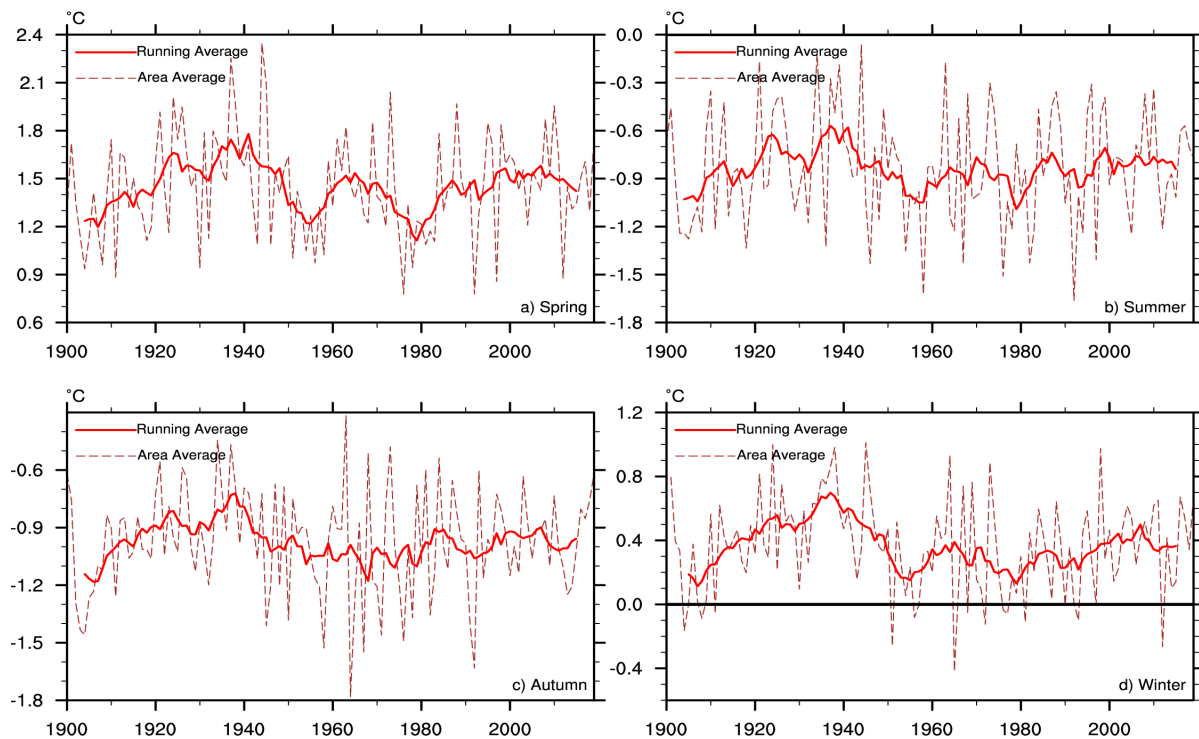 °C
2.4
2.1
1.8
1.5
1.2
0.9
0.6
Running Average
Area Average
a) Spring
1900 1920 1940 1960 1980 2000
°C
0.0
-0.3
-0.6
-0.9
-1.2
-1.5
-1.8
Running Average
Area Average
b) Summer
1900 1920 1940 1960 1980 2000
°C
-0.6
-0.9
-1.2
-1.5
-1.8
Running Average
Area Average
c) Autumn
1900 1920 1940 1960 1980 2000
°C
1.2
0.8
0.4
0.0
-0.4
Running Average
Area Average
d) Winter
1900 1920 1940 1960 1980 2000